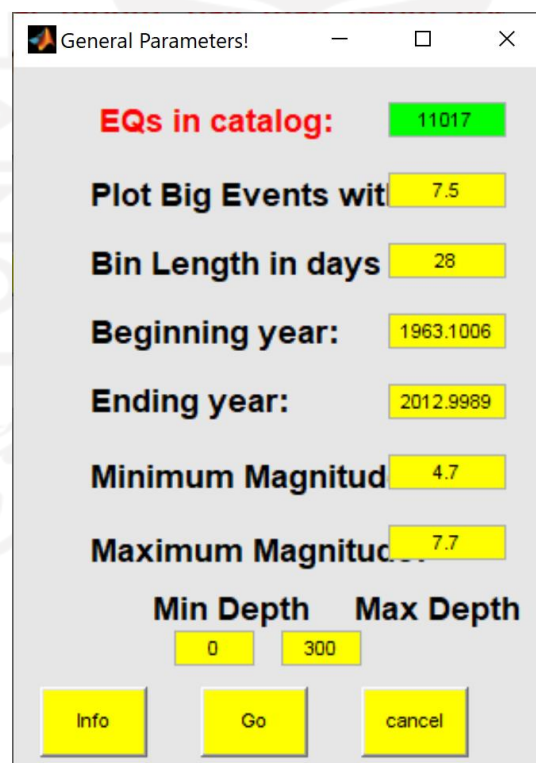 General Parameters!
EQs in catalog: 11017
Plot Big Events wit 7.5
Bin Length in days 28
Beginning year: 1963.1006
Ending year: 2012.9989
Minimum Magnitud 4.7
Maximum Magnitud 7.7
Min Depth Max Depth
0 300
Info Go cancel